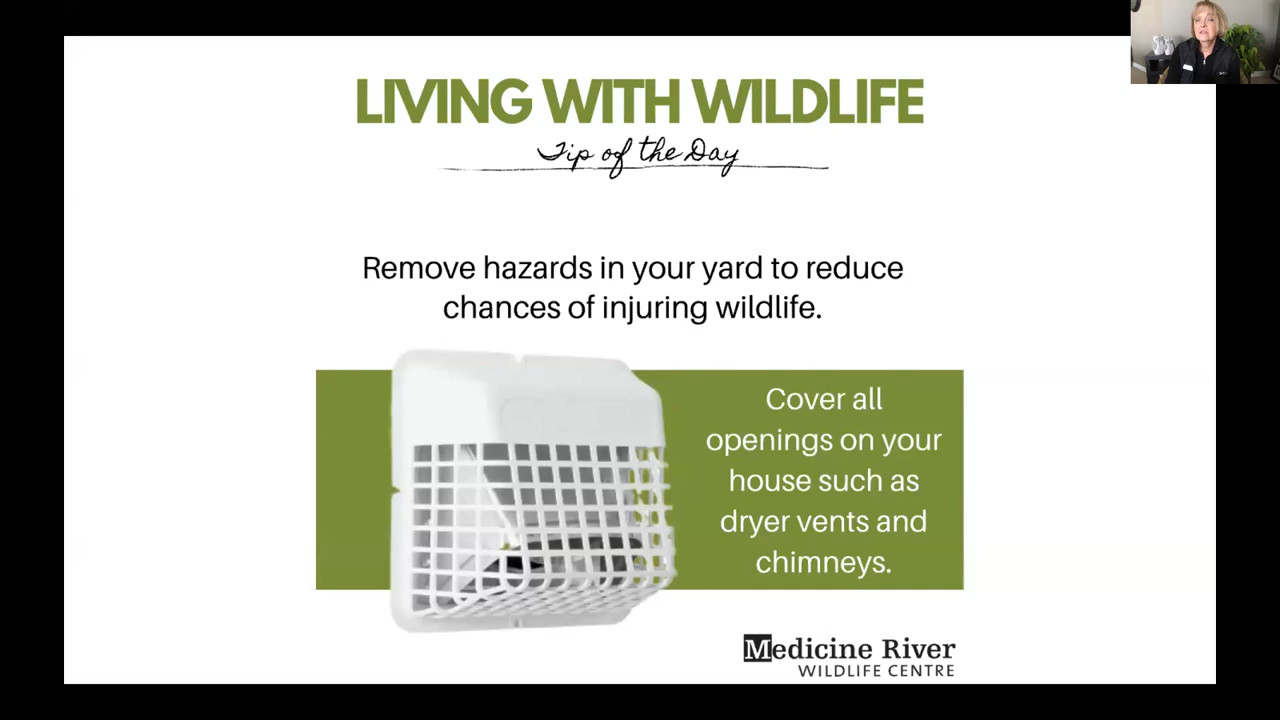 LIVING WITH WILDLIFE
Tip of the Day
Remove hazards in your yard to reduce
chances of injuring wildlife.
Cover all
openings on your
house such as
dryer vents and
chimneys.
Medicine River
WILDLIFE CENTRE